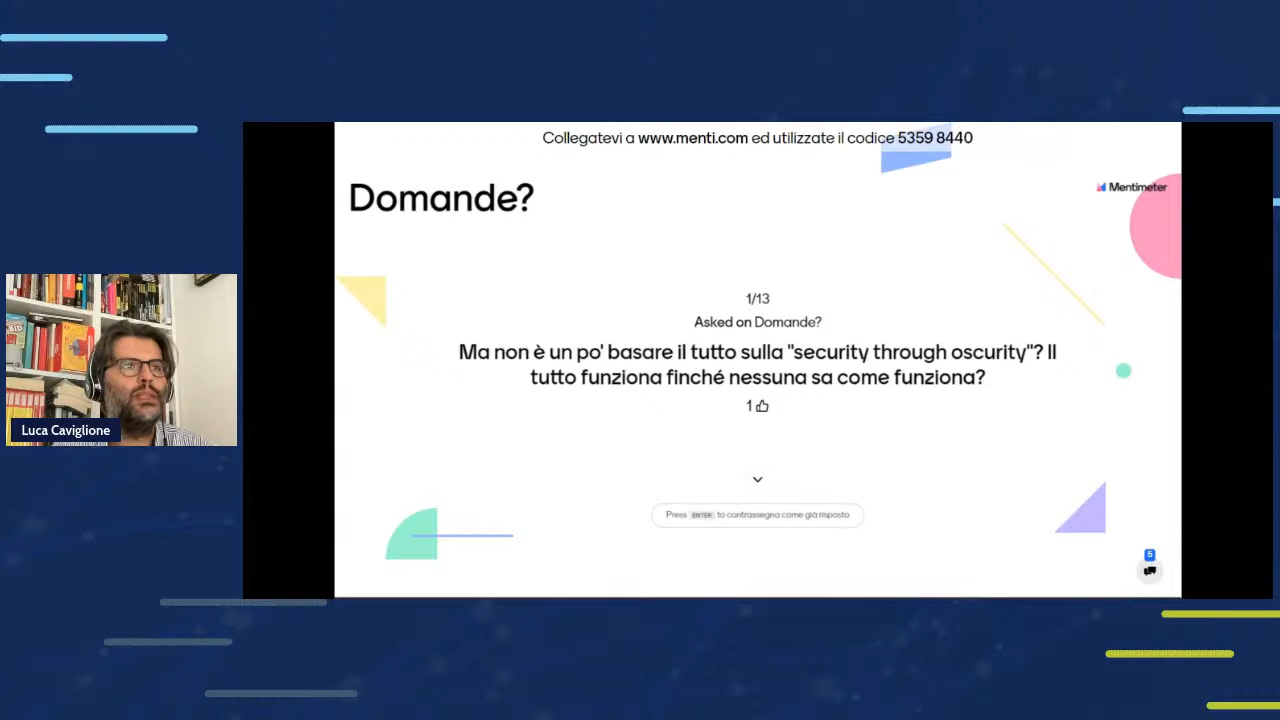 Collegatevi a www.menti.com ed utilizzate il codice 5359 8440
Domande?
Mentimeter
1/13
Asked on Domande?
Ma non è un po' basare il tutto sulla "security through oscurity"? Il
tutto funziona finché nessuna sa come funziona?
1
Press ENTER to contrassegna come già risposto
5
Luca Caviglione